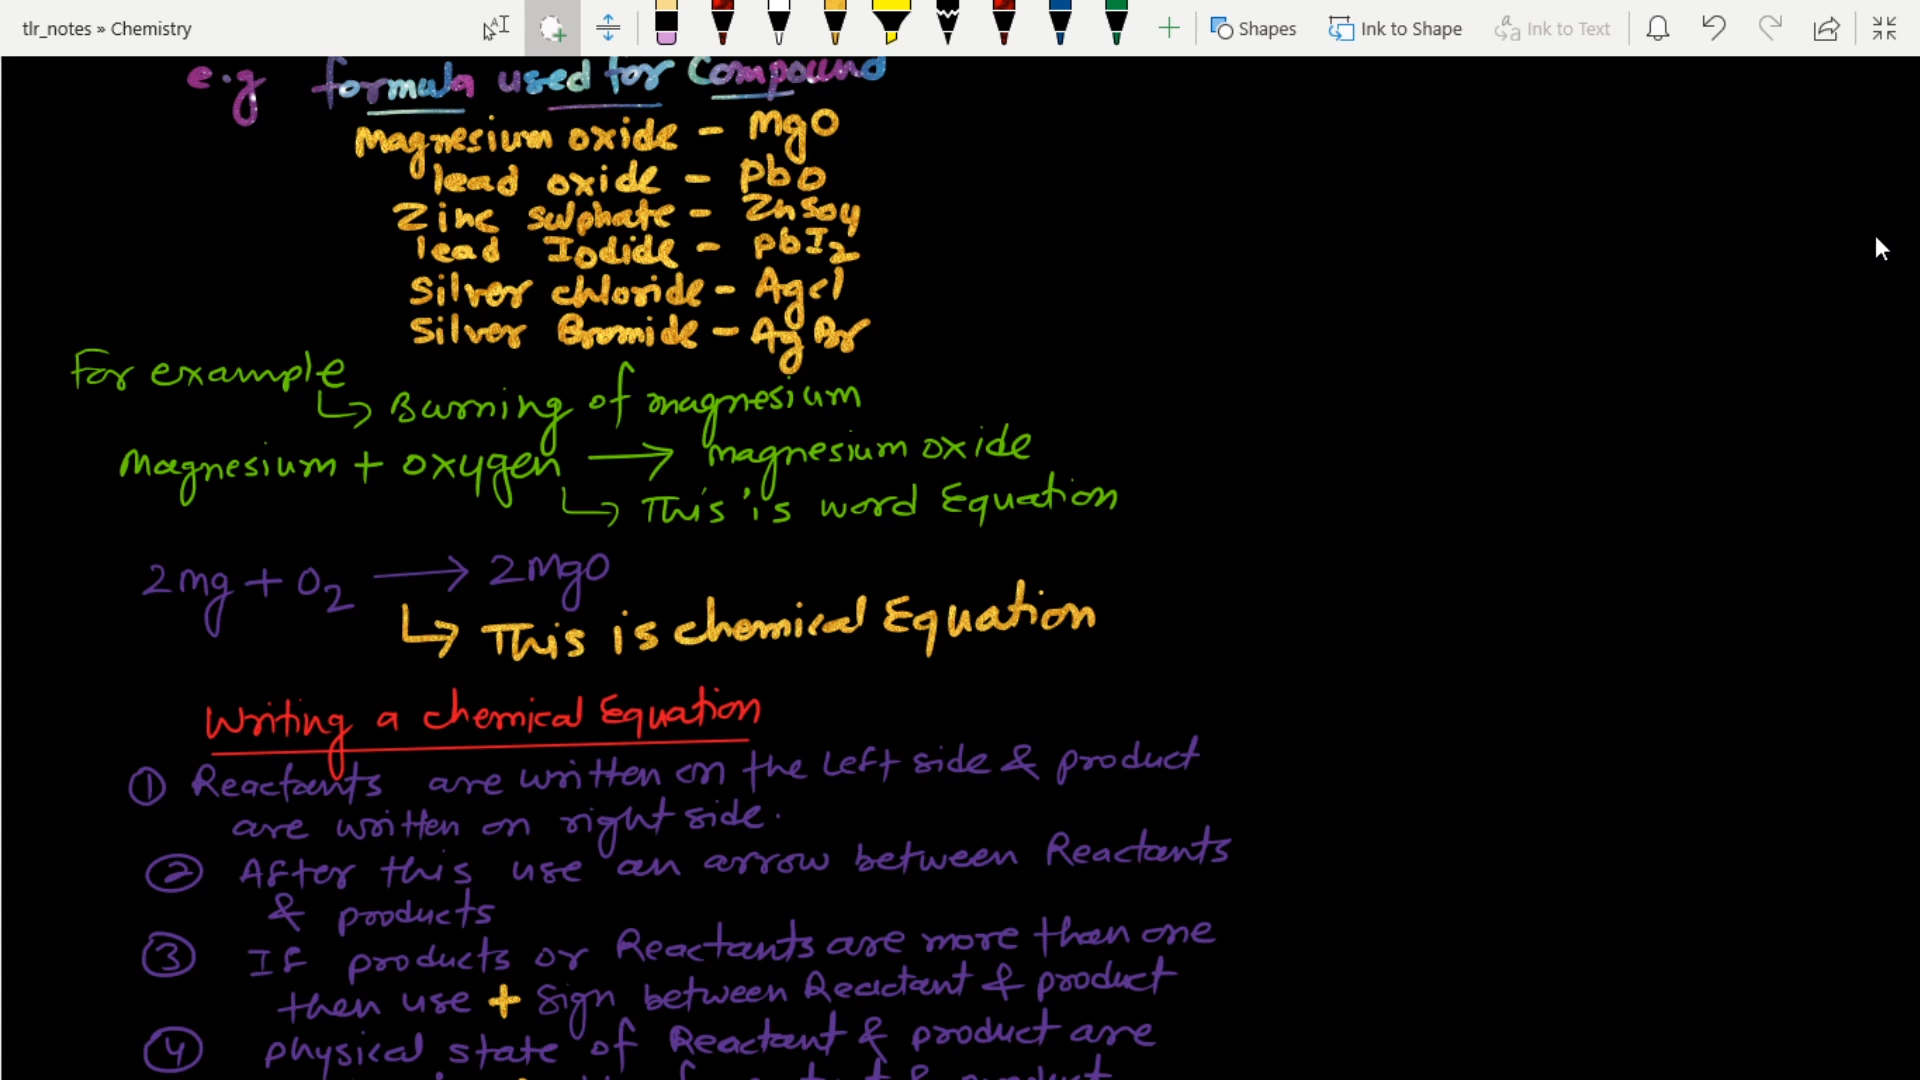 tlr_notes » Chemistry
Shapes
Ink to Shape
Ink to Text
e.g formula used for Compound
Magnesium oxide - MgO
lead oxide - PbO
Zinc sulphate - ZnSO4
lead Iodide - PbI2
Silver chloride - Agcl
Silver Bromide - AgBr
For example
↳ Burning of magnesium
Magnesium + oxygen → magnesium oxide
↳ This is word Equation
2mg + O2 → 2MgO
↳ This is chemical Equation
Writing a chemical Equation
① Reactants are written on the left side & product
are written on right side.
② After this use an arrow between Reactants
& products
③ If products or Reactants are more than one
then use + sign between Reactant & product
④ physical state of Reactant & product are